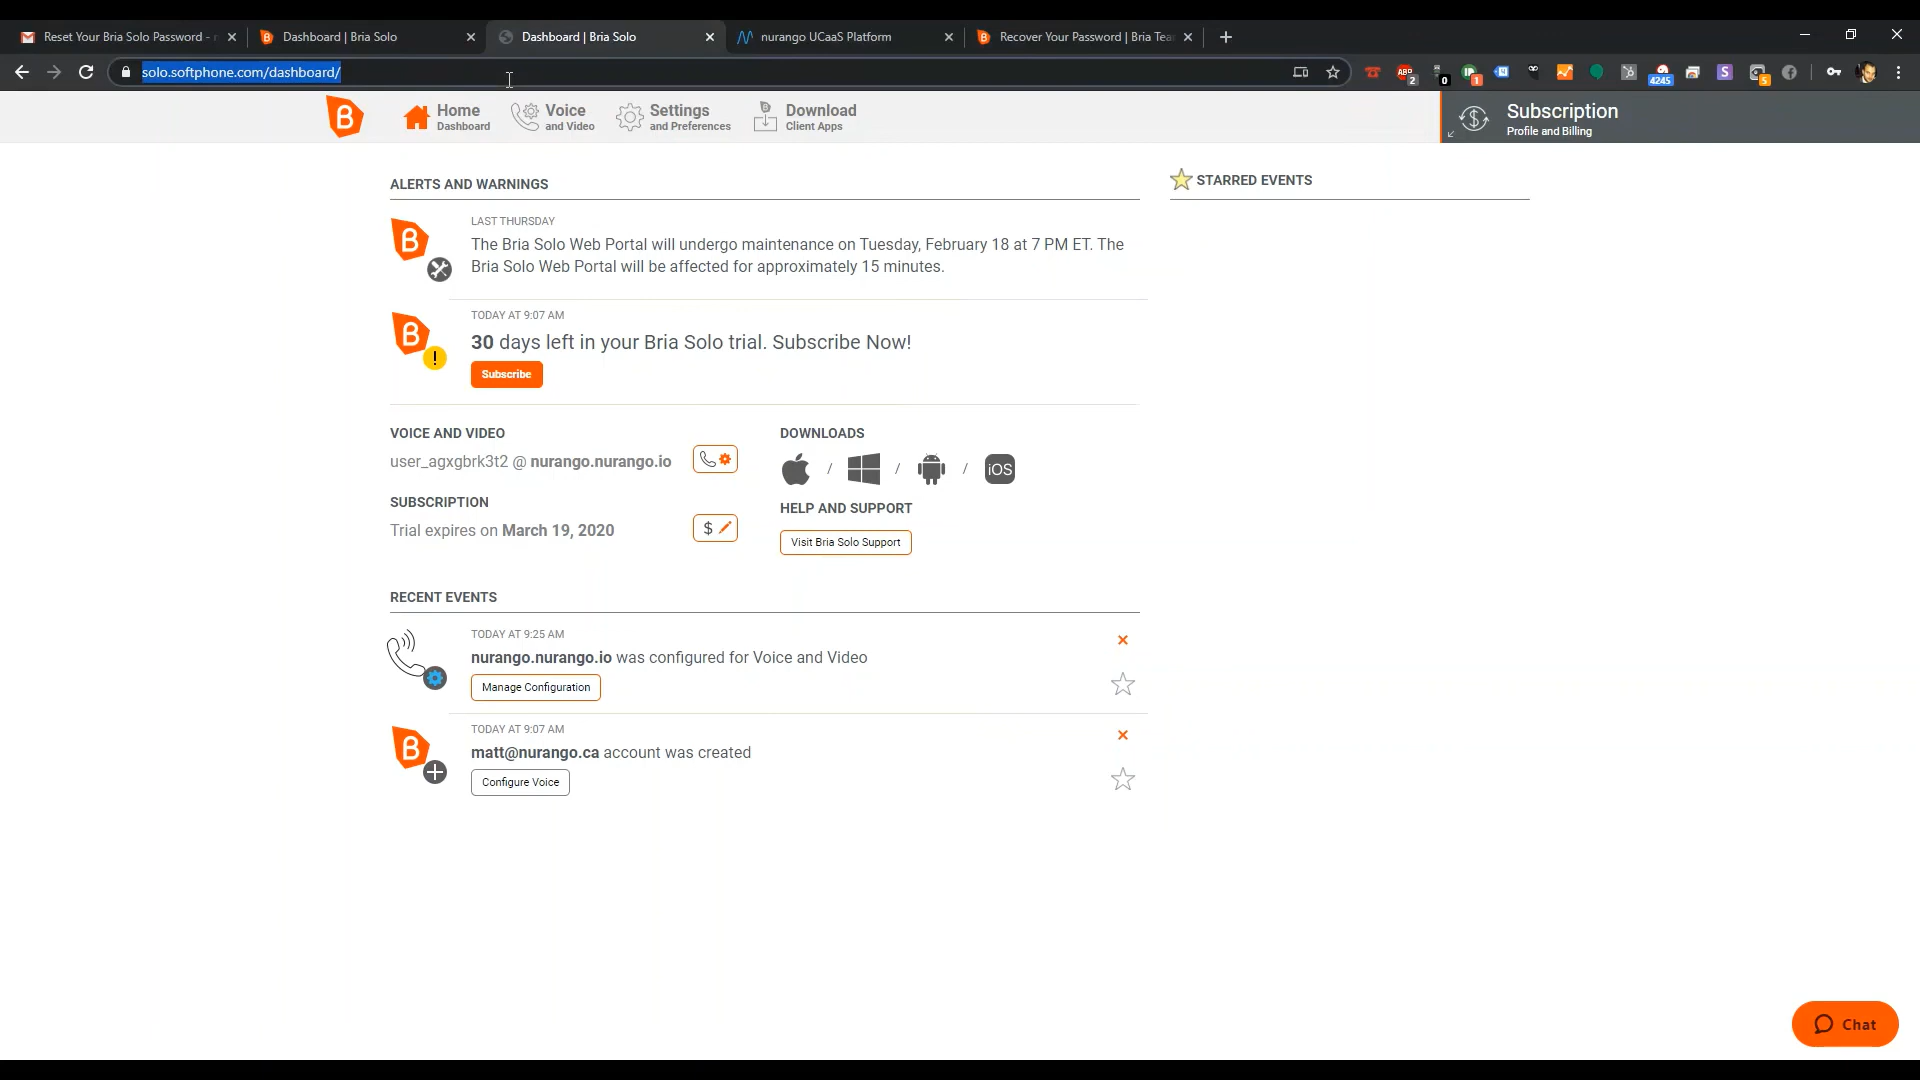 Reset Your Bria Solo Password -
Dashboard | Bria Solo
Dashboard | Bria Solo
nurango UCaaS Platform
Recover Your Password | Bria Tea
solo.softphone.com/dashboard/
ABP
2
0
1
4245
S
5
B
Home
Dashboard
Voice
and Video
Settings
and Preferences
Download
Client Apps
Subscription
Profile and Billing
ALERTS AND WARNINGS
STARRED EVENTS
LAST THURSDAY
The Bria Solo Web Portal will undergo maintenance on Tuesday, February 18 at 7 PM ET. The
Bria Solo Web Portal will be affected for approximately 15 minutes.
TODAY AT 9:07 AM
30 days left in your Bria Solo trial. Subscribe Now!
Subscribe
VOICE AND VIDEO
user_agxgbrk3t2 @ nurango.nurango.io
SUBSCRIPTION
Trial expires on March 19, 2020
DOWNLOADS
/ / / iOS
HELP AND SUPPORT
Visit Bria Solo Support
RECENT EVENTS
TODAY AT 9:25 AM
nurango.nurango.io was configured for Voice and Video
Manage Configuration
TODAY AT 9:07 AM
matt@nurango.ca account was created
Configure Voice
Chat